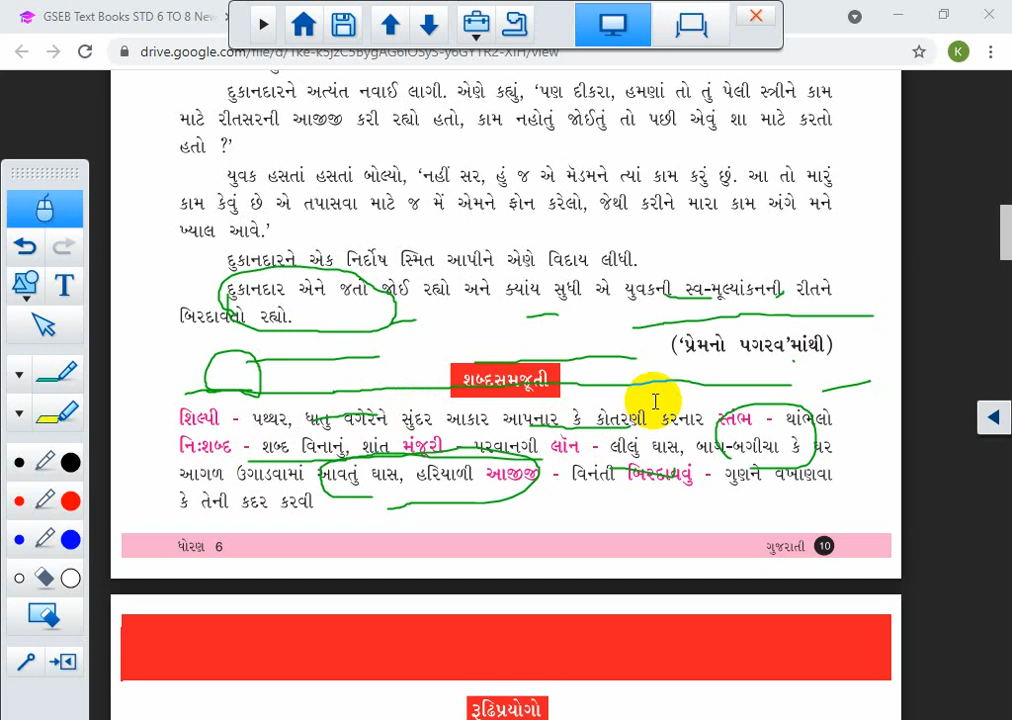 GSEB Text Books STD 6 TO 8 New
drive.google.com/file/d/
K
T
દુકાનદારને અત્યંત નવાઈ લાગી. એણે કહ્યું, ‘પણ દીકરા, હમણાં તો તું પેલી સ્ત્રીને કામ
માટે રીતસરની આજીજી કરી રહ્યો હતો, કામ નહોતું જોઈતું તો પછી એવું શા માટે કરતો
હતો ?’
યુવક હસતાં હસતાં બોલ્યો, ‘નહીં સર, હું જ એ મૅડમને ત્યાં કામ કરું છું. આ તો મારું
કામ કેવું છે એ તપાસવા માટે જ મેં એમને ફોન કરેલો, જેથી કરીને મારા કામ અંગે મને
ખ્યાલ આવે.’
દુકાનદારને એક નિર્દોષ સ્મિત આપીને એણે વિદાય લીધી.
દુકાનદાર એને જતો જોઈ રહ્યો અને ક્યાંય સુધી એ યુવકની સ્વ-મૂલ્યાંકનની રીતને
બિરદાવતો રહ્યો.
(‘પ્રેમનો પગરવ’માંથી)
શબ્દસમજૂતી
શિલ્પી - પથ્થર, ધાતુ વગેરેને સુંદર આકાર આપનાર કે કોતરણી કરનાર સ્તંભ - થાંભલો
નિઃશબ્દ - શબ્દ વિનાનું, શાંત મંજૂરી - પરવાનગી લૉન - લીલું ઘાસ, બાગ-બગીચા કે ઘર
આગળ ઉગાડવામાં આવતું ઘાસ, હરિયાળી આજીજી - વિનંતી બિરદાવવું - ગુણને વખાણવા
કે તેની કદર કરવી
ધોરણ 6 ગુજરાતી 10
રૂઢિપ્રયોગો